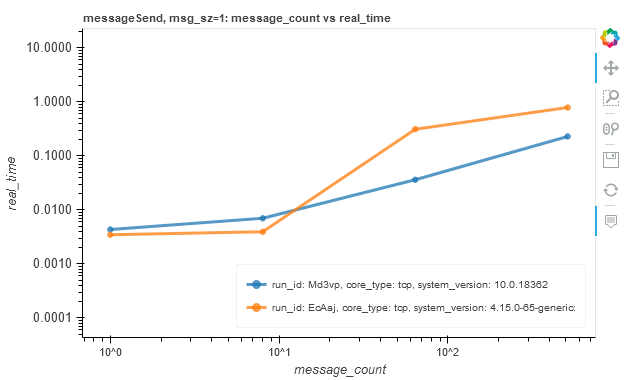 messageSend, msg_sz=1: message_count vs real_time
10.0000
1.0000
0.1000
0.0100
0.0010
0.0001
real_time
run_id: Md3vp, core_type: tcp, system_version: 10.0.18362
run_id: EcAaj, core_type: tcp, system_version: 4.15.0-65-generic:
10^0
10^1
10^2
message_count